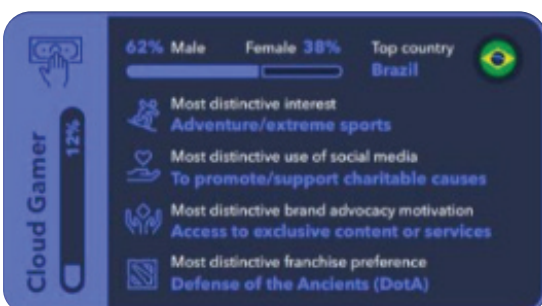 Cloud Gamer
12%
62% Male Female 38% Top country
Brazil
Most distinctive interest
Adventure/extreme sports
Most distinctive use of social media
To promote/support charitable causes
Most distinctive brand advocacy motivation
Access to exclusive content or services
Most distinctive franchise preference
Defense of the Ancients (DotA)